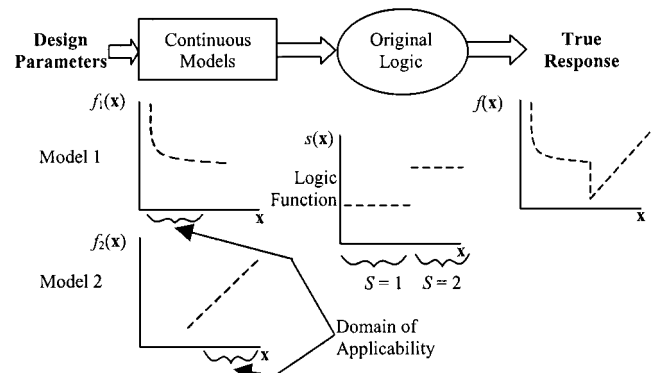 Design
Parameters
Continuous
Models
Original
Logic
True
Response
f₁(x)
Model 1
x
s(x)
Logic
Function
x
S = 1
S = 2
f(x)
x
f₂(x)
Model 2
x
Domain of
Applicability